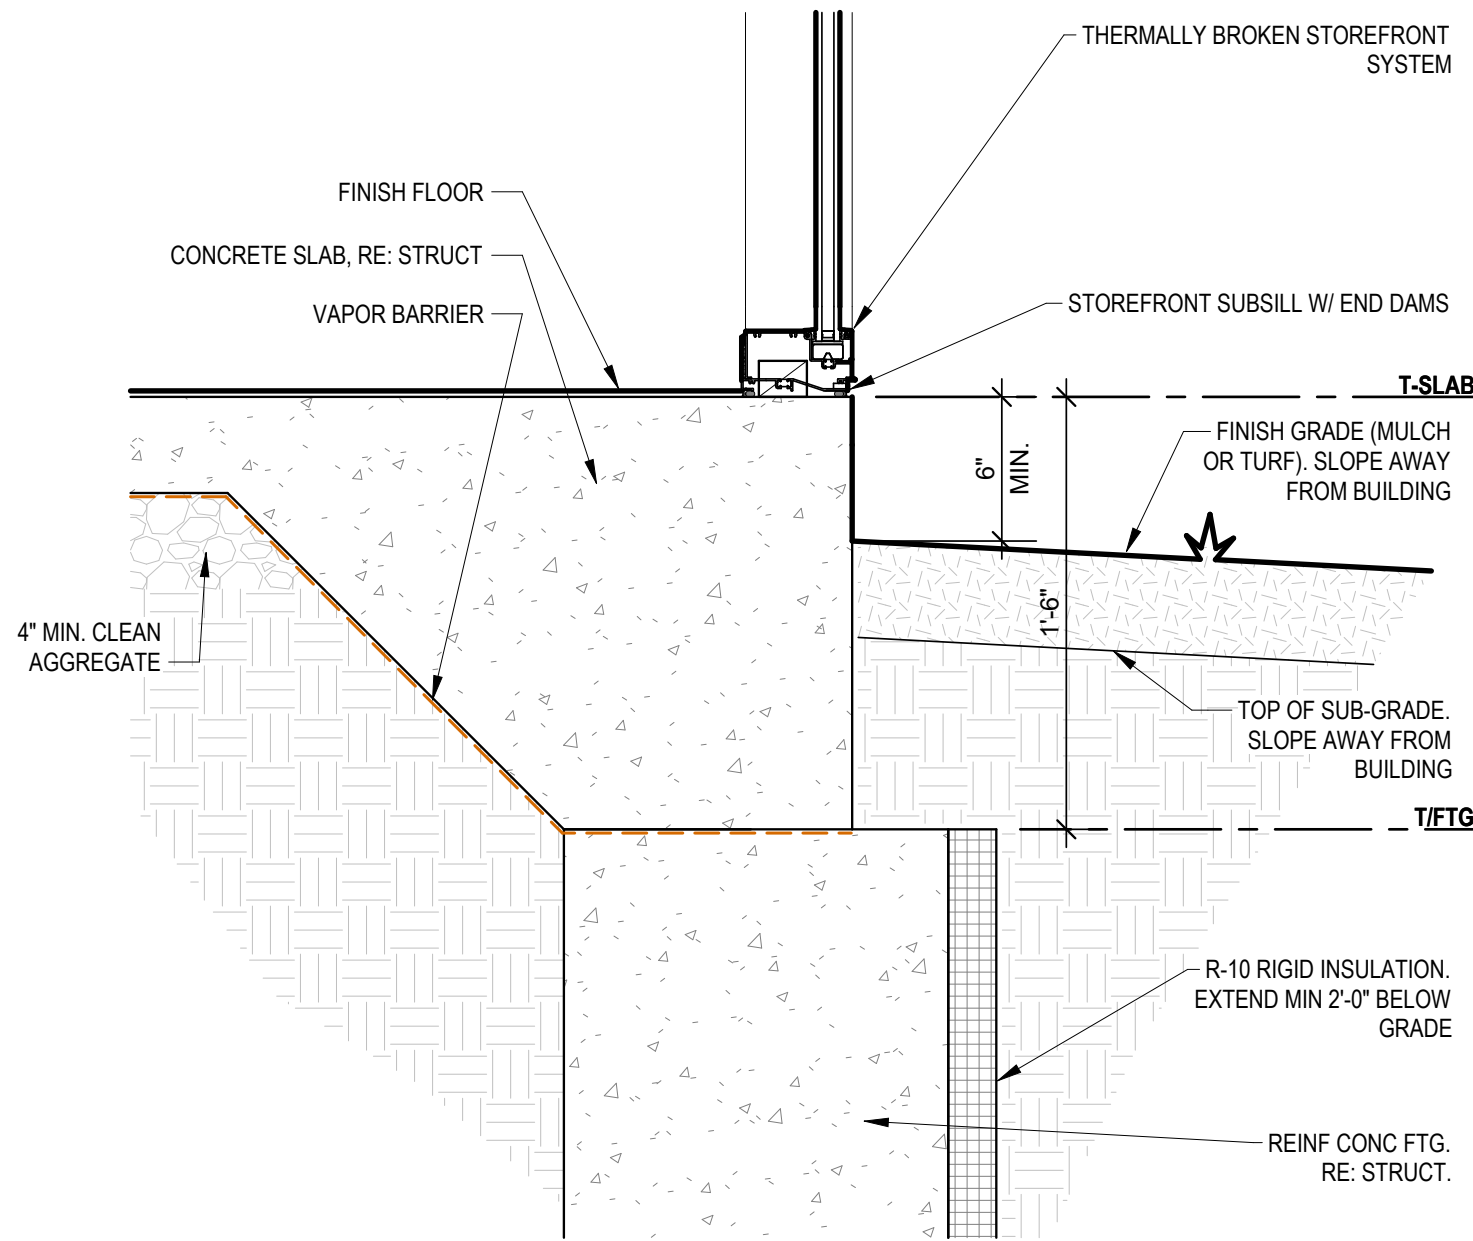 THERMALLY BROKEN STOREFRONT
SYSTEM
FINISH FLOOR
CONCRETE SLAB, RE: STRUCT
VAPOR BARRIER
STOREFRONT SUBSILL W/ END DAMS
T-SLAB
6"
MIN.
FINISH GRADE (MULCH
OR TURF). SLOPE AWAY
FROM BUILDING
1'-6"
4" MIN. CLEAN
AGGREGATE
TOP OF SUB-GRADE.
SLOPE AWAY FROM
BUILDING
T/FTG
R-10 RIGID INSULATION.
EXTEND MIN 2'-0" BELOW
GRADE
REINF CONC FTG.
RE: STRUCT.